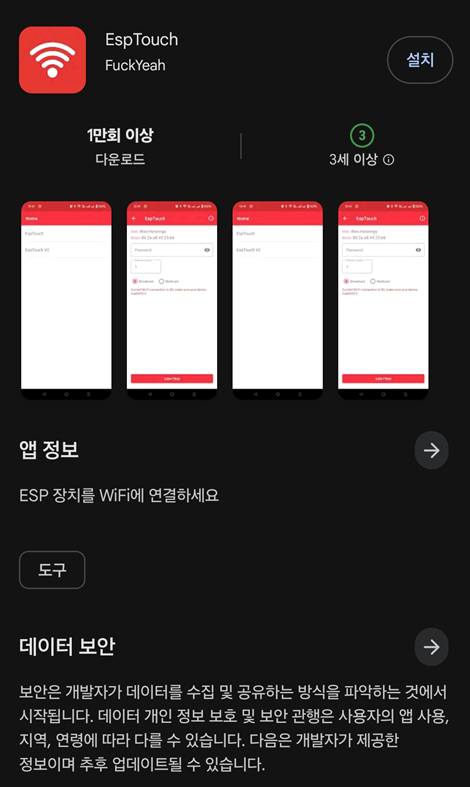 EspTouch
FuckYeah
설치
1만회 이상
다운로드
3
3세 이상
Home
EspTouch
EspTouch V2
EspTouch
Password
Broadcast
Multicast
Home
EspTouch
EspTouch V2
EspTouch
Password
Broadcast
Multicast
앱 정보
ESP 장치를 WiFi에 연결하세요
도구
데이터 보안
보안은 개발자가 데이터를 수집 및 공유하는 방식을 파악하는 것에서
시작됩니다. 데이터 개인 정보 보호 및 보안 관행은 사용자의 앱 사용,
지역, 연령에 따라 다를 수 있습니다. 다음은 개발자가 제공한
정보이며 추후 업데이트될 수 있습니다.